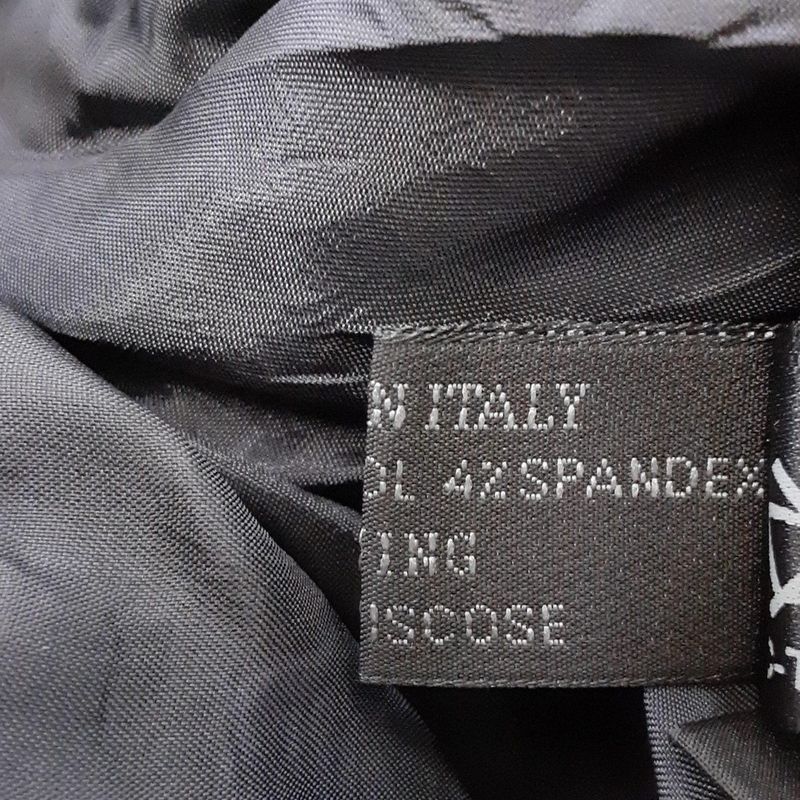 N ITALY
OL 4% SPANDEX
ING
ISCOSE